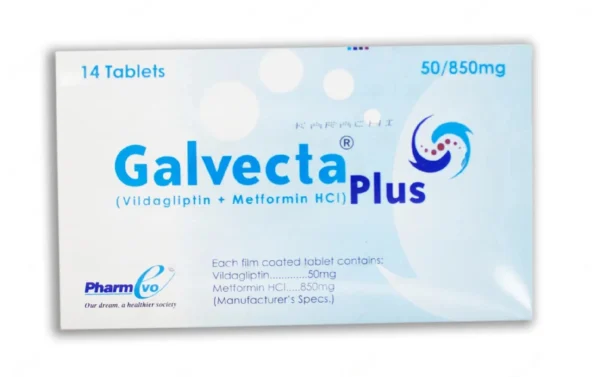 14 Tablets
50/850mg
KARACHI
Galvecta® Plus
(Vildagliptin + Metformin HCl)
Each film coated tablet contains:
Vildagliptin.............50mg
Metformin HCl....850mg
(Manufacturer's Specs.)
PharmEvo
Our dream, a healthier society